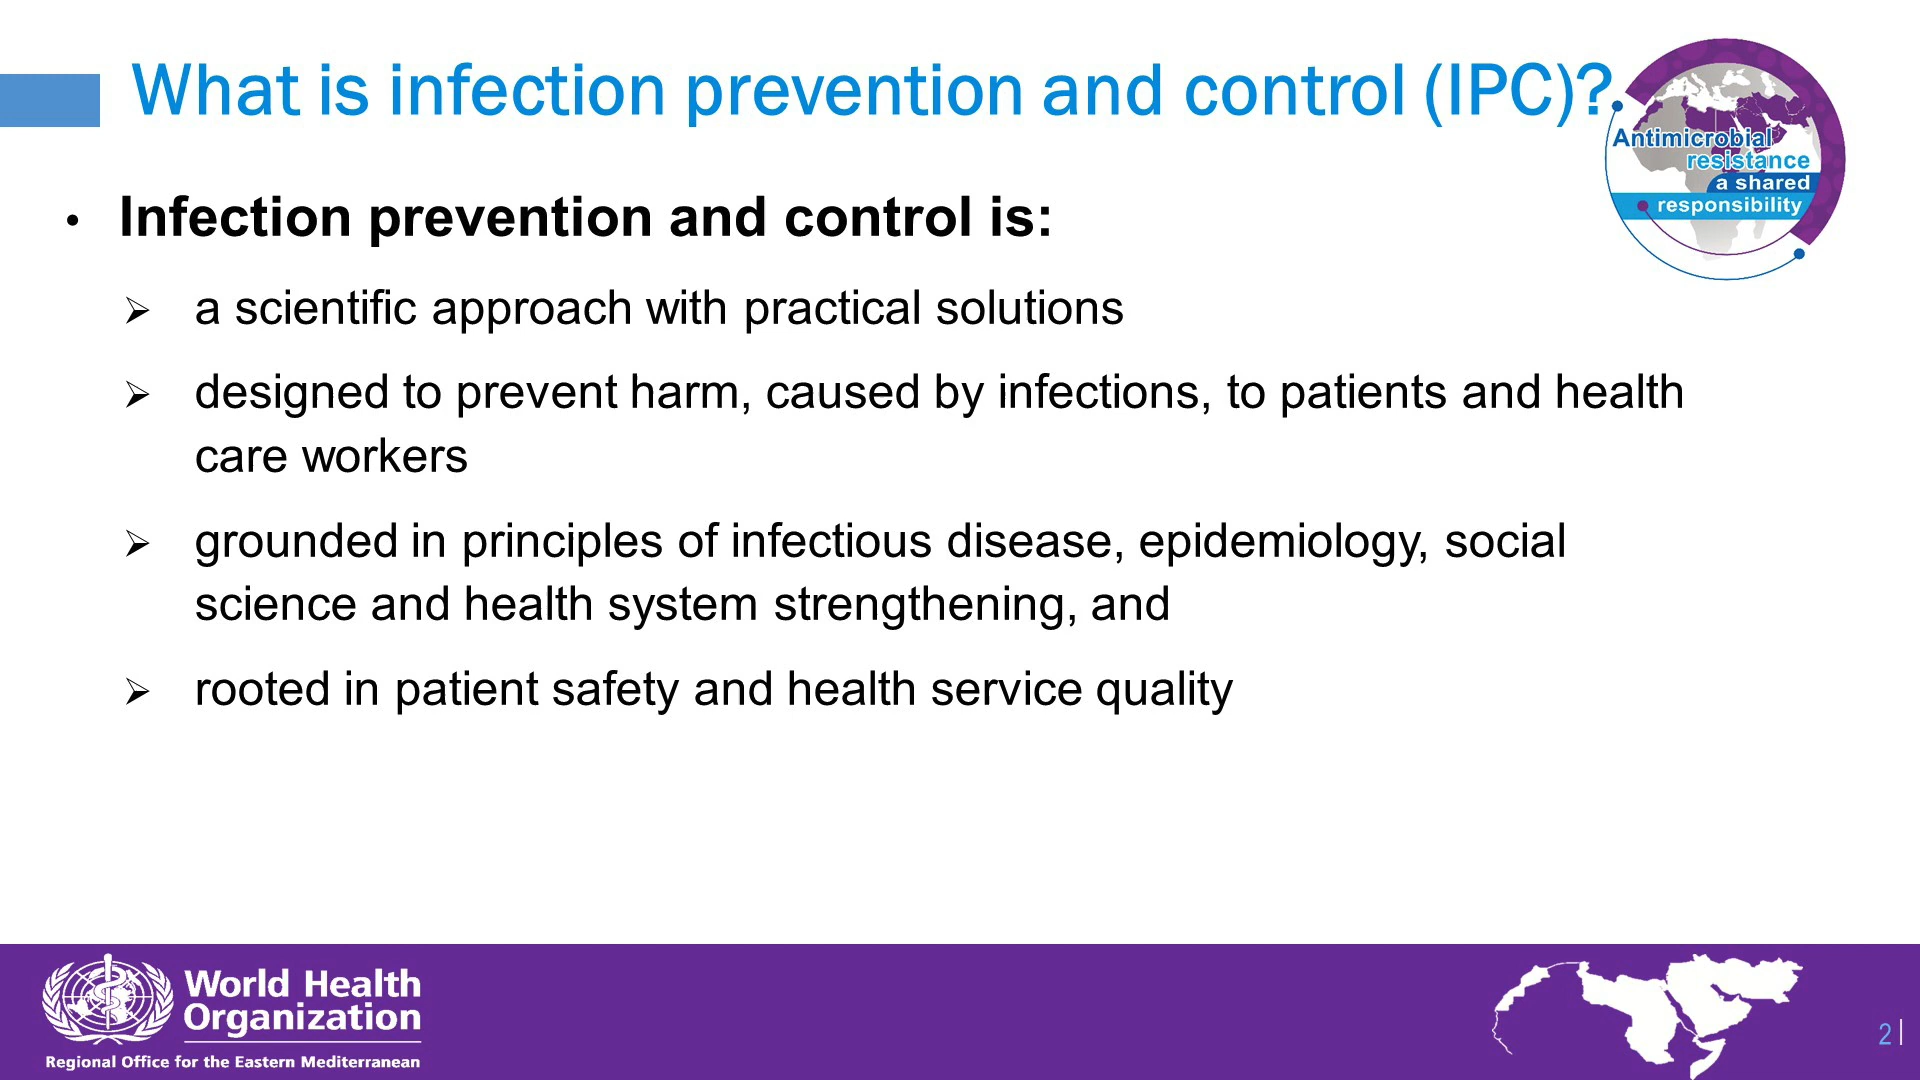 What is infection prevention and control (IPC)?
Antimicrobial
resistance
a shared
responsibility
• Infection prevention and control is:
➢ a scientific approach with practical solutions
➢ designed to prevent harm, caused by infections, to patients and health
care workers
➢ grounded in principles of infectious disease, epidemiology, social
science and health system strengthening, and
➢ rooted in patient safety and health service quality
World Health
Organization
Regional Office for the Eastern Mediterranean
2 |